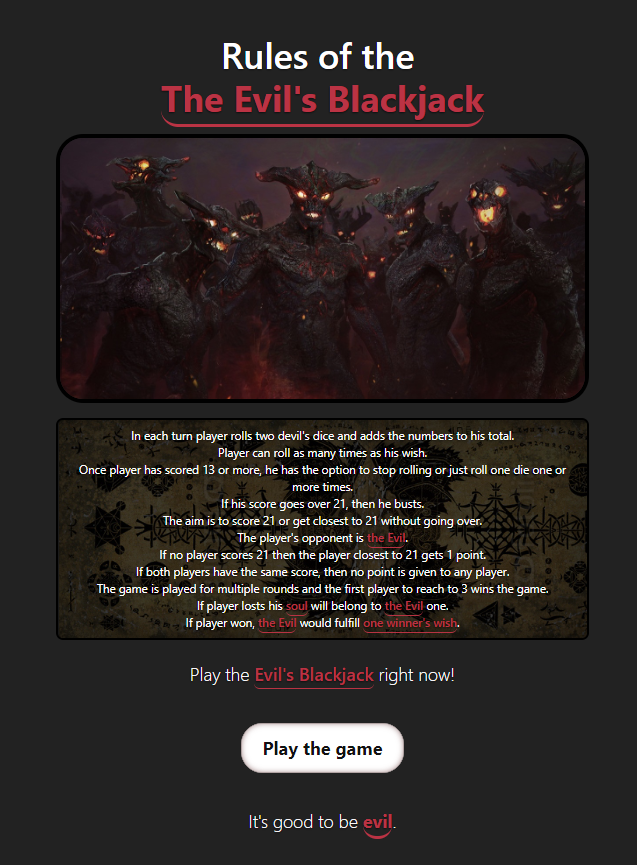 Rules of the
The Evil's Blackjack
In each turn player rolls two devil's dice and adds the numbers to his total.
Player can roll as many times as his wish.
Once player has scored 13 or more, he has the option to stop rolling or just roll one die one or
more times.
If his score goes over 21, then he busts.
The aim is to score 21 or get closest to 21 without going over.
The player's opponent is the Evil.
If no player scores 21 then the player closest to 21 gets 1 point.
If both players have the same score, then no point is given to any player.
The game is played for multiple rounds and the first player to reach to 3 wins the game.
If player losts his soul will belong to the Evil one.
If player won, the Evil would fulfill one winner's wish.
Play the Evil's Blackjack right now!
Play the game
It's good to be evil.